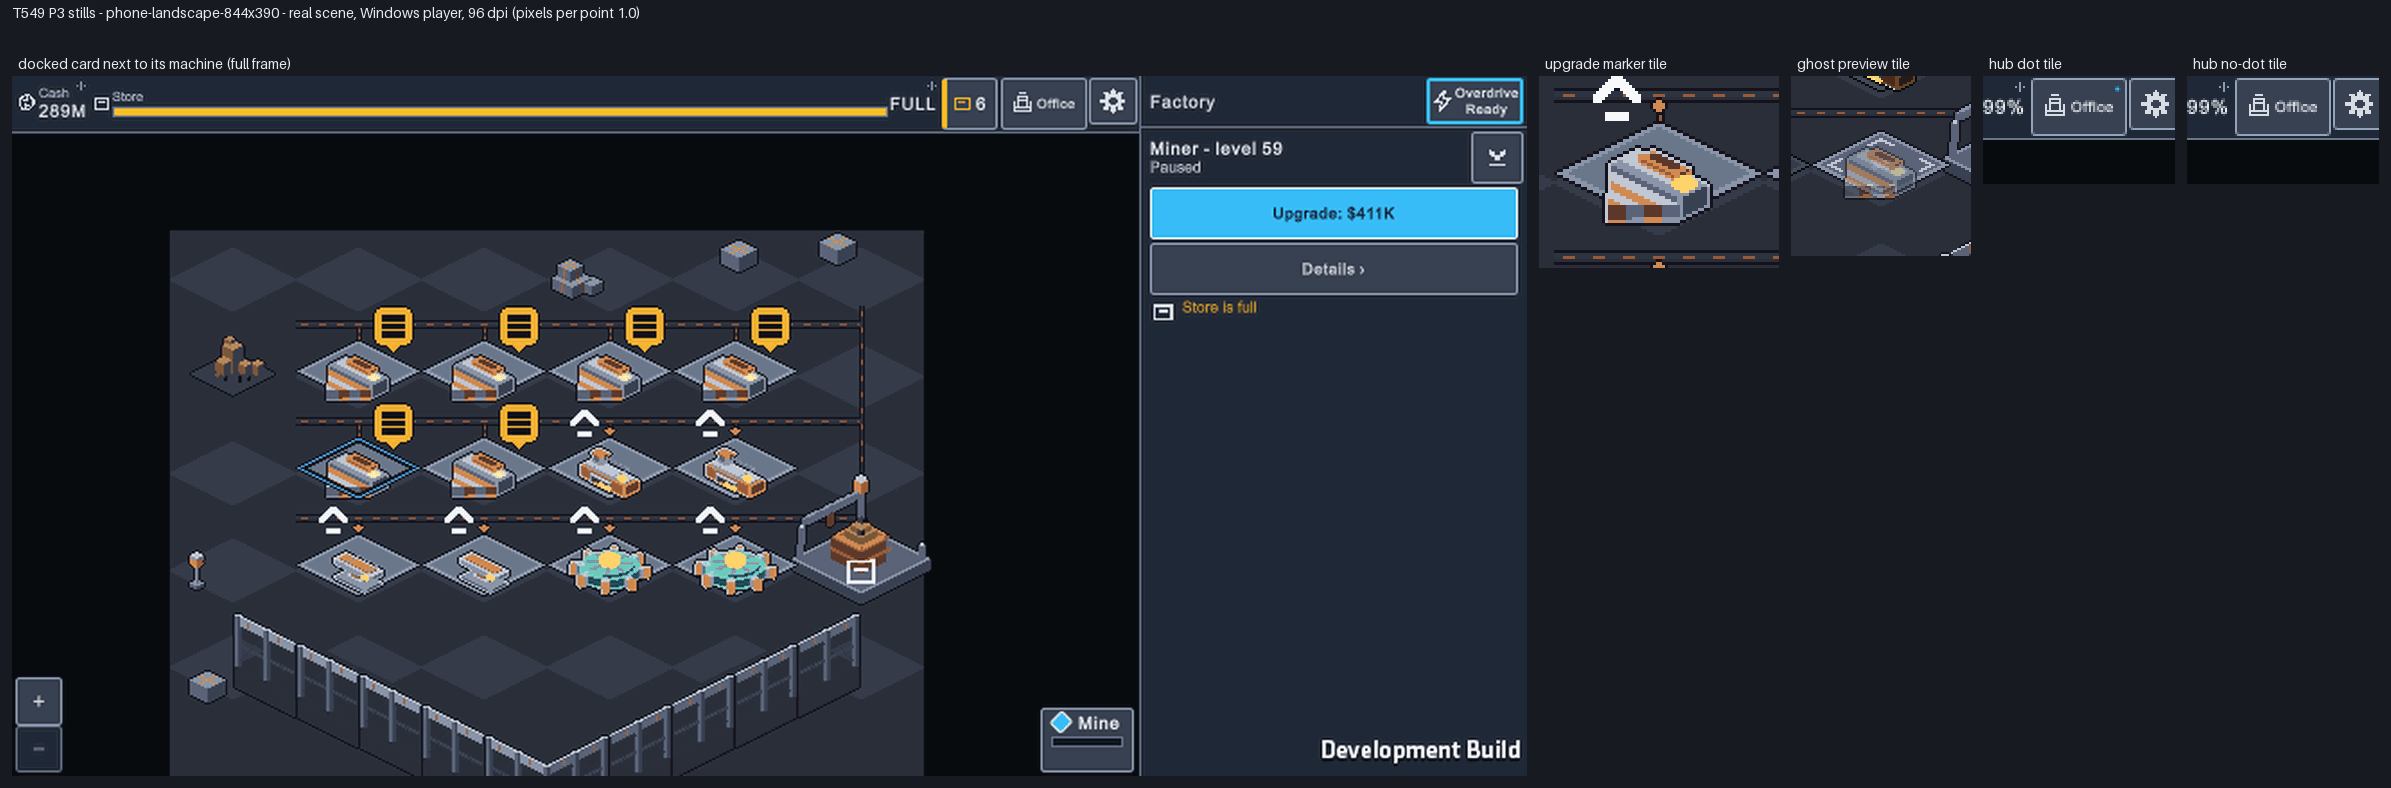 T549 P3 stills - phone-landscape-844x390 - real scene, Windows player, 96 dpi (pixels per point 1.0)
docked card next to its machine (full frame)
upgrade marker tile
ghost preview tile
hub dot tile
hub no-dot tile
Cash
289M
Store
FULL
6
Office
Factory
Overdrive
Ready
Miner - level 59
Paused
Upgrade: $411K
Details ›
Store is full
+
-
Mine
Development Build
99%
Office
99%
Office